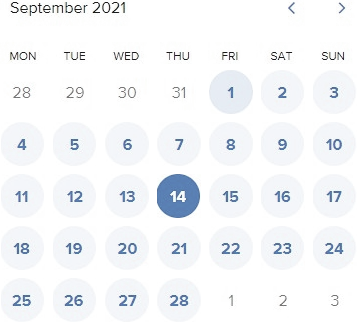 September 2021
MON TUE WED THU FRI SAT SUN
28 29 30 31 1 2 3
4 5 6 7 8 9 10
11 12 13 14 15 16 17
18 19 20 21 22 23 24
25 26 27 28 1 2 3